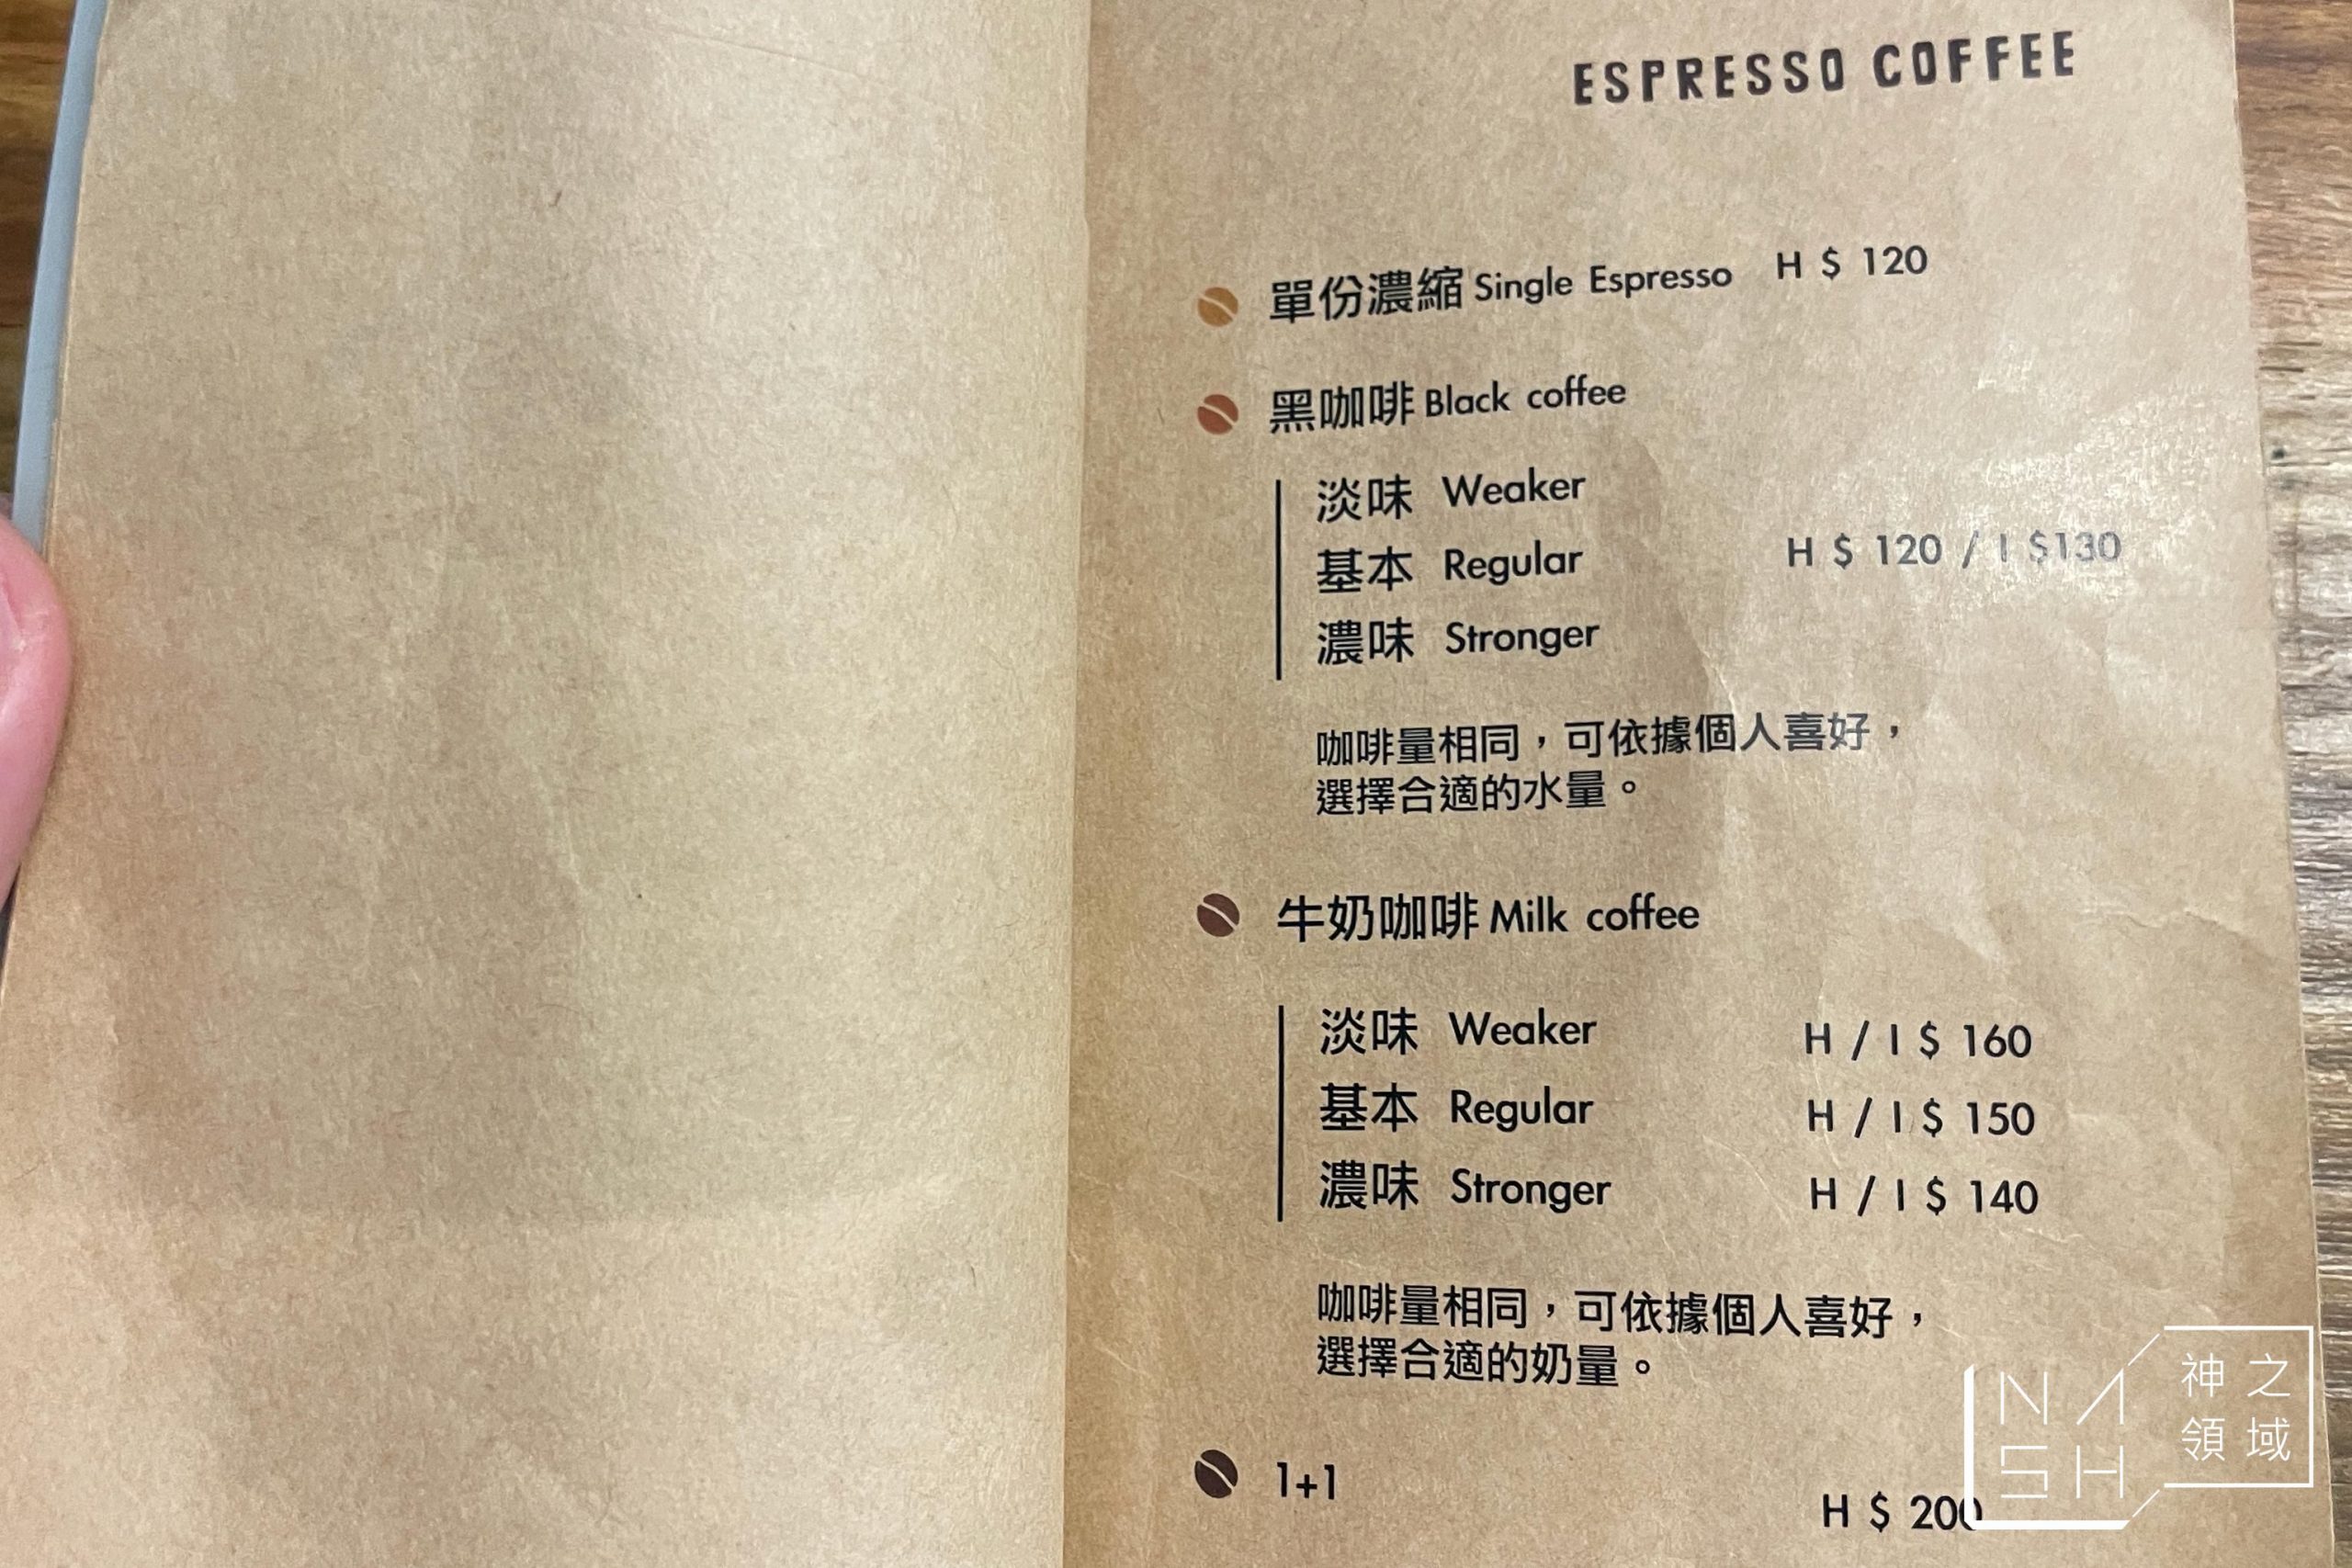 ESPRESSO COFFEE
單份濃縮 Single Espresso H $ 120
黑咖啡 Black coffee
淡味 Weaker
基本 Regular H $ 120 / I $130
濃味 Stronger
咖啡量相同，可依據個人喜好，
選擇合適的水量。
牛奶咖啡 Milk coffee
淡味 Weaker H / I $ 160
基本 Regular H / I $ 150
濃味 Stronger H / I $ 140
咖啡量相同，可依據個人喜好，
選擇合適的奶量。
1+1 H $ 200
NASH
神之
領域